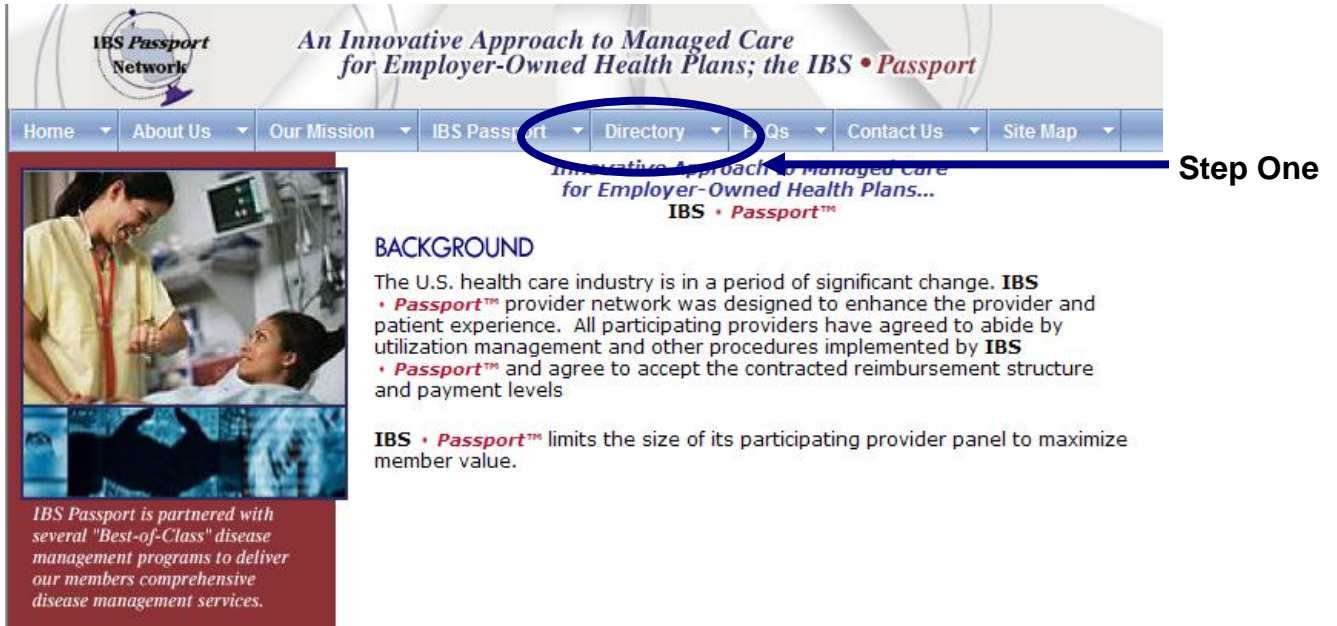 IBS Passport
Network
An Innovative Approach to Managed Care
for Employer-Owned Health Plans; the IBS • Passport
Home About Us Our Mission IBS Passport Directory FAQs Contact Us Site Map
Step One
Innovative Approach to Managed Care
for Employer-Owned Health Plans...
IBS • Passport™
BACKGROUND
The U.S. health care industry is in a period of significant change. IBS
• Passport™ provider network was designed to enhance the provider and
patient experience.  All participating providers have agreed to abide by
utilization management and other procedures implemented by IBS
• Passport™ and agree to accept the contracted reimbursement structure
and payment levels
IBS • Passport™ limits the size of its participating provider panel to maximize
member value.
IBS Passport is partnered with
several "Best-of-Class" disease
management programs to deliver
our members comprehensive
disease management services.